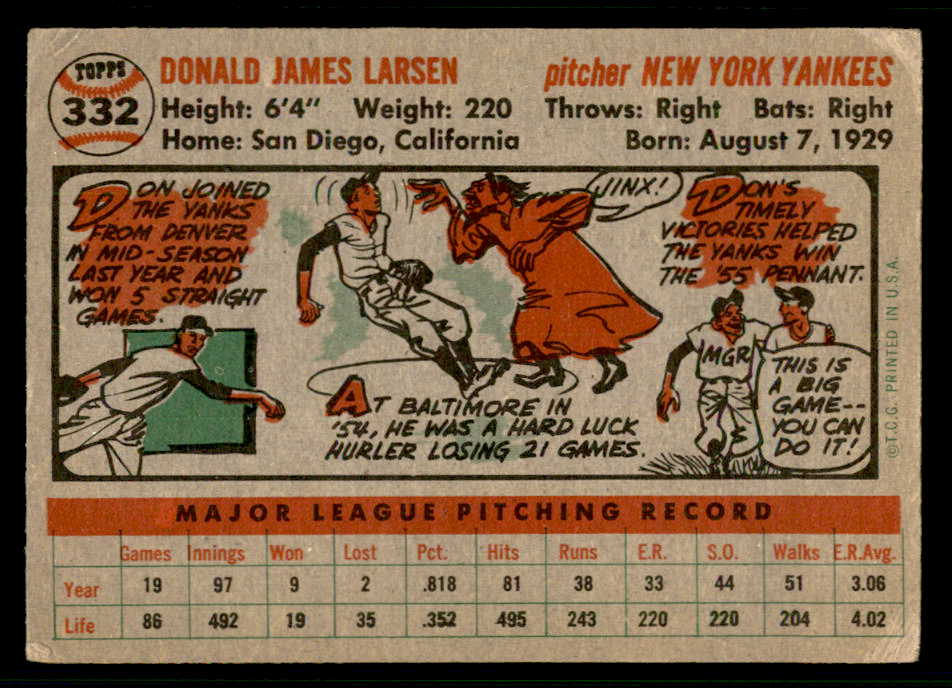 TOPPS
332
DONALD JAMES LARSEN
pitcher NEW YORK YANKEES
Height: 6'4" Weight: 220 Throws: Right Bats: Right
Home: San Diego, California Born: August 7, 1929
DON JOINED
THE YANKS
FROM DENVER
IN MID-SEASON
LAST YEAR AND
WON 5 STRAIGHT
GAMES.
JINX!
AT BALTIMORE IN
'54, HE WAS A HARD LUCK
HURLER LOSING 21 GAMES.
DON'S
TIMELY
VICTORIES HELPED
THE YANKS WIN
THE '55 PENNANT.
MGR
THIS IS
A BIG
GAME--
YOU CAN
DO IT!
©T.C.G. PRINTED IN U.S.A.
MAJOR LEAGUE PITCHING RECORD
Games Innings Won Lost Pct. Hits Runs E.R. S.O. Walks E.R.Avg.
Year 19 97 9 2 .818 81 38 33 44 51 3.06
Life 86 492 19 35 .352 495 243 220 220 204 4.02